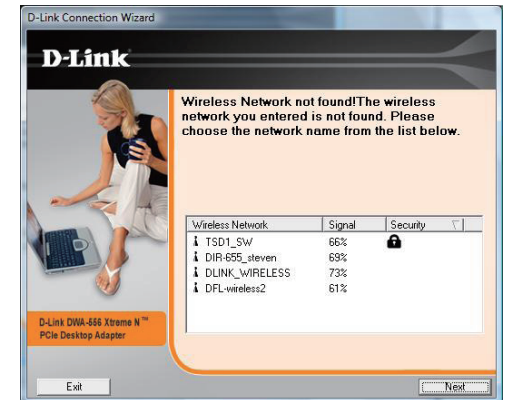 D-Link Connection Wizard
D-Link
Wireless Network not found!The wireless
network you entered is not found. Please
choose the network name from the list below.
Wireless Network Signal Security
TSD1_SW 66%
DIR-655_steven 69%
DLINK_WIRELESS 73%
DFL-wireless2 61%
D-Link DWA-556 Xtreme N™
PCIe Desktop Adapter
Exit Next